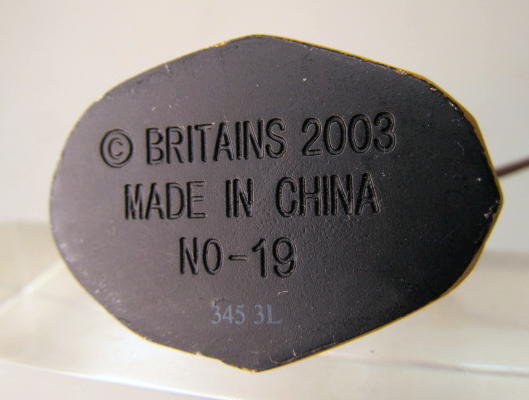 © BRITAINS 2003
MADE IN CHINA
NO-19
345 3L